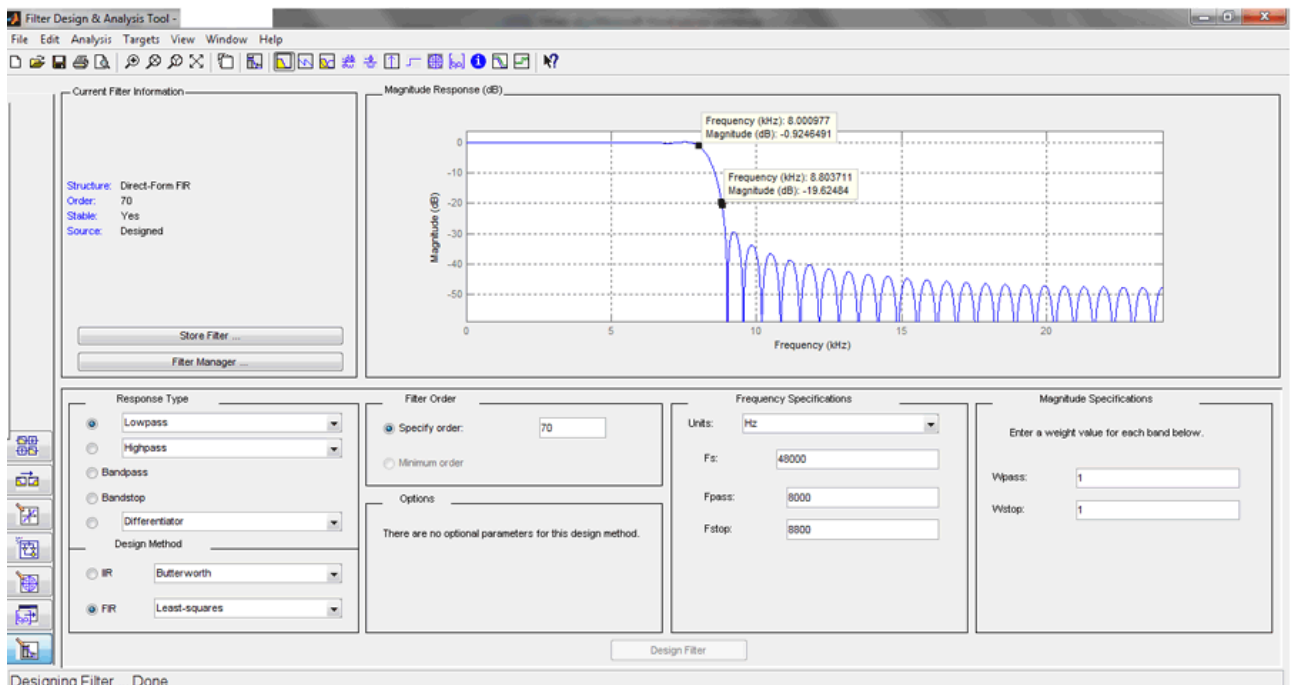 Filter Design & Analysis Tool -
File Edit Analysis Targets View Window Help
Current Filter Information
Structure: Direct-Form FIR
Order: 70
Stable: Yes
Source: Designed
Store Filter ...
Filter Manager ...
Magnitude Response (dB)
Frequency (kHz): 8.000977
Magnitude (dB): -0.9246491
Frequency (kHz): 8.803711
Magnitude (dB): -19.62484
Magnitude (dB)
0
-10
-20
-30
-40
-50
0 5 10 15 20
Frequency (kHz)
Response Type
Lowpass
Highpass
Bandpass
Bandstop
Differentiator
Design Method
IIR Butterworth
FIR Least-squares
Filter Order
Specify order: 70
Minimum order
Options
There are no optional parameters for this design method.
Frequency Specifications
Units: Hz
Fs: 48000
Fpass: 8000
Fstop: 8800
Magnitude Specifications
Enter a weight value for each band below.
Wpass: 1
Wstop: 1
Design Filter
Designing Filter ... Done